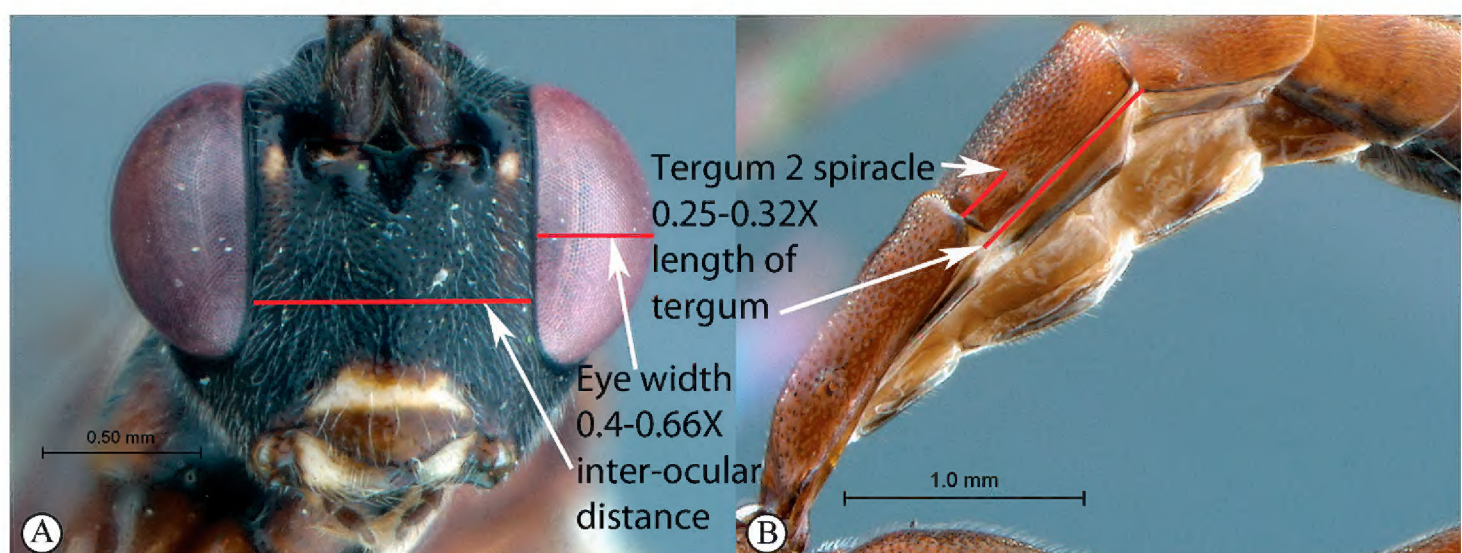 Tergum 2 spiracle
0.25-0.32X
length of
tergum
Eye width
0.4-0.66X
inter-ocular
distance
0.50 mm
A
1.0 mm
B